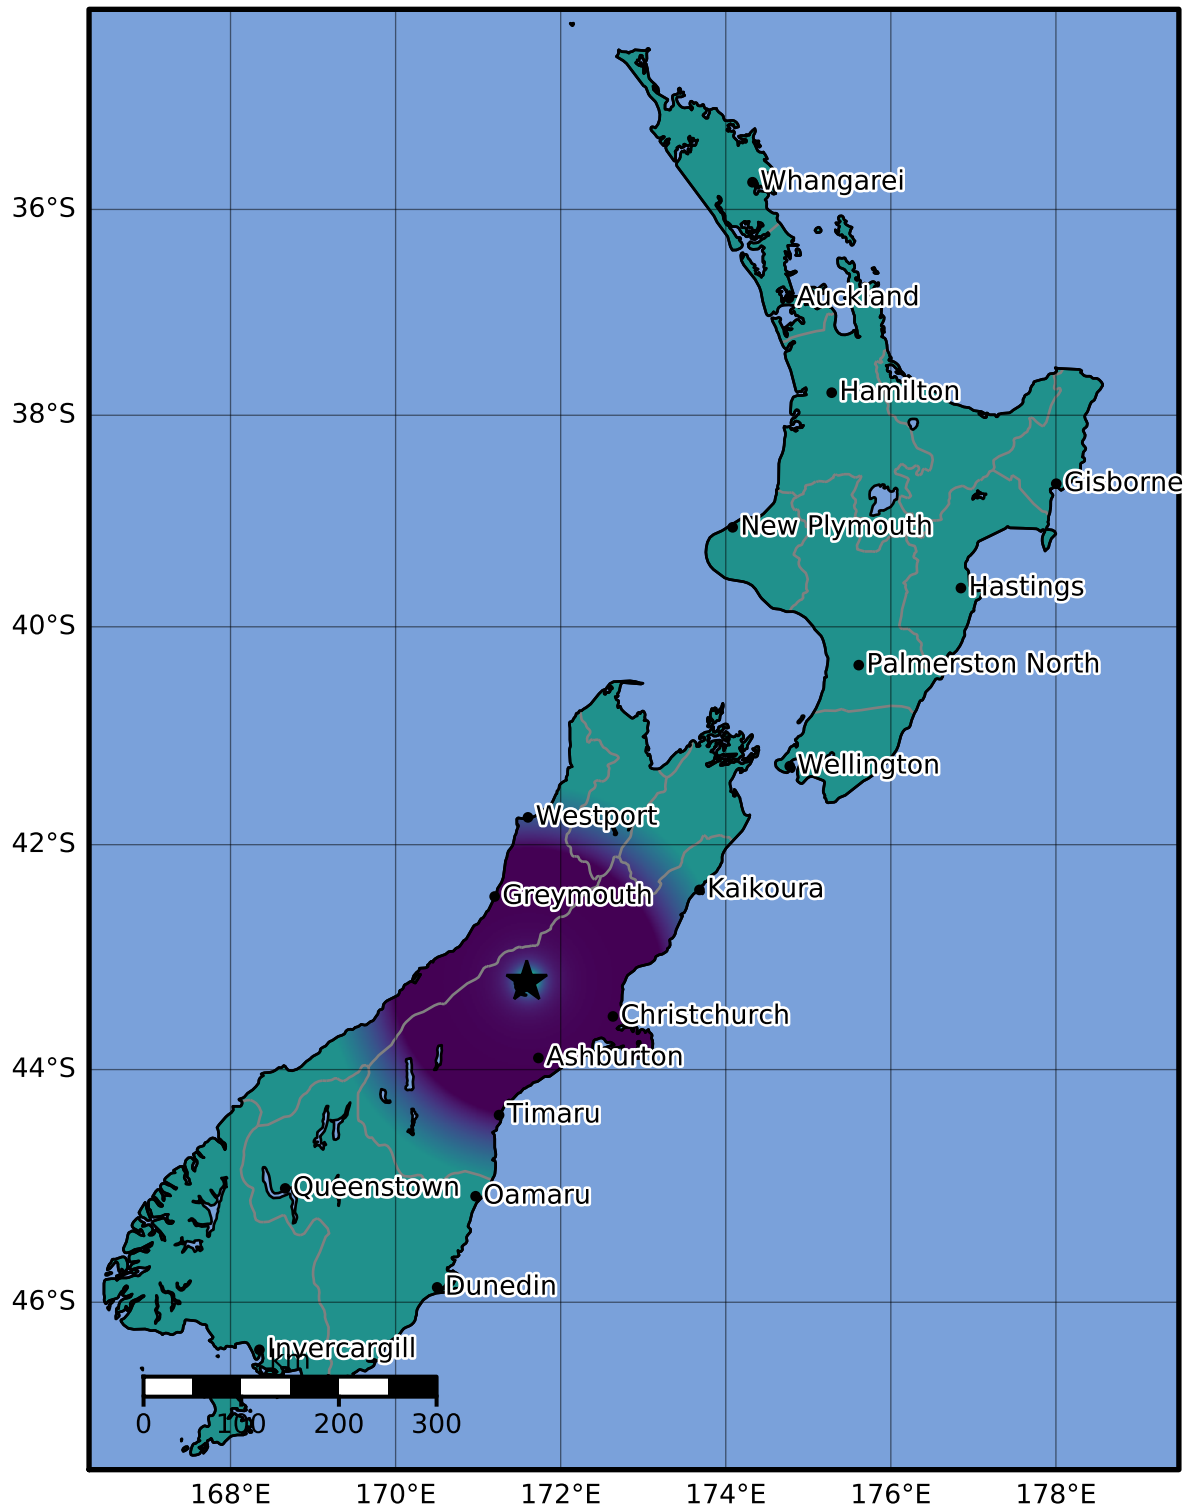 Whangarei
36°S
Auckland
Hamilton
38°S
Gisborne
New Plymouth
Hastings
40°S
Palmerston North
Wellington
Westport
42°S
Kaikoura
Greymouth
Christchurch
Ashburton
44°S
Timaru
Queenstown
Oamaru
Dunedin
46°S
Invercargill
km
0 100 200 300
168°E 170°E 172°E 174°E 176°E 178°E